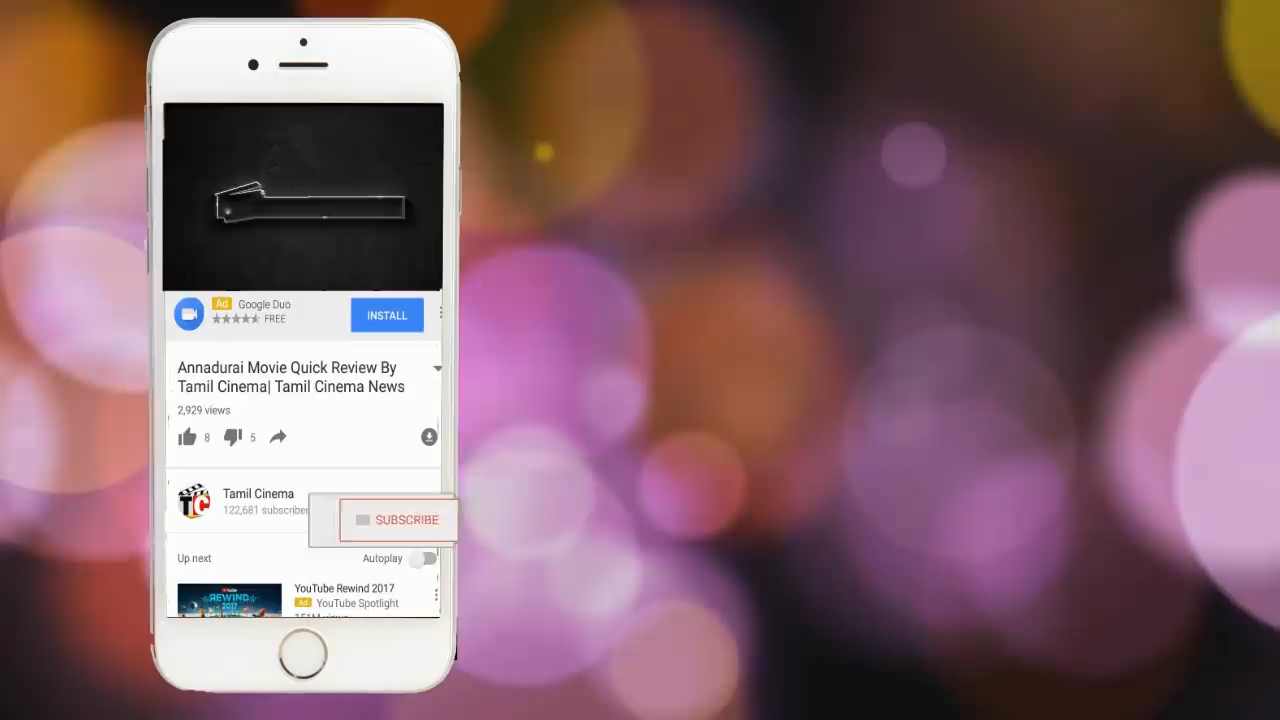 Ad Google Duo
FREE
INSTALL
Annadurai Movie Quick Review By
Tamil Cinema| Tamil Cinema News
2,929 views
8 5
TC
Tamil Cinema
122,681 subscriber
SUBSCRIBE
Up next Autoplay
YouTube Rewind 2017
Ad YouTube Spotlight
YouTube
REWIND
2017